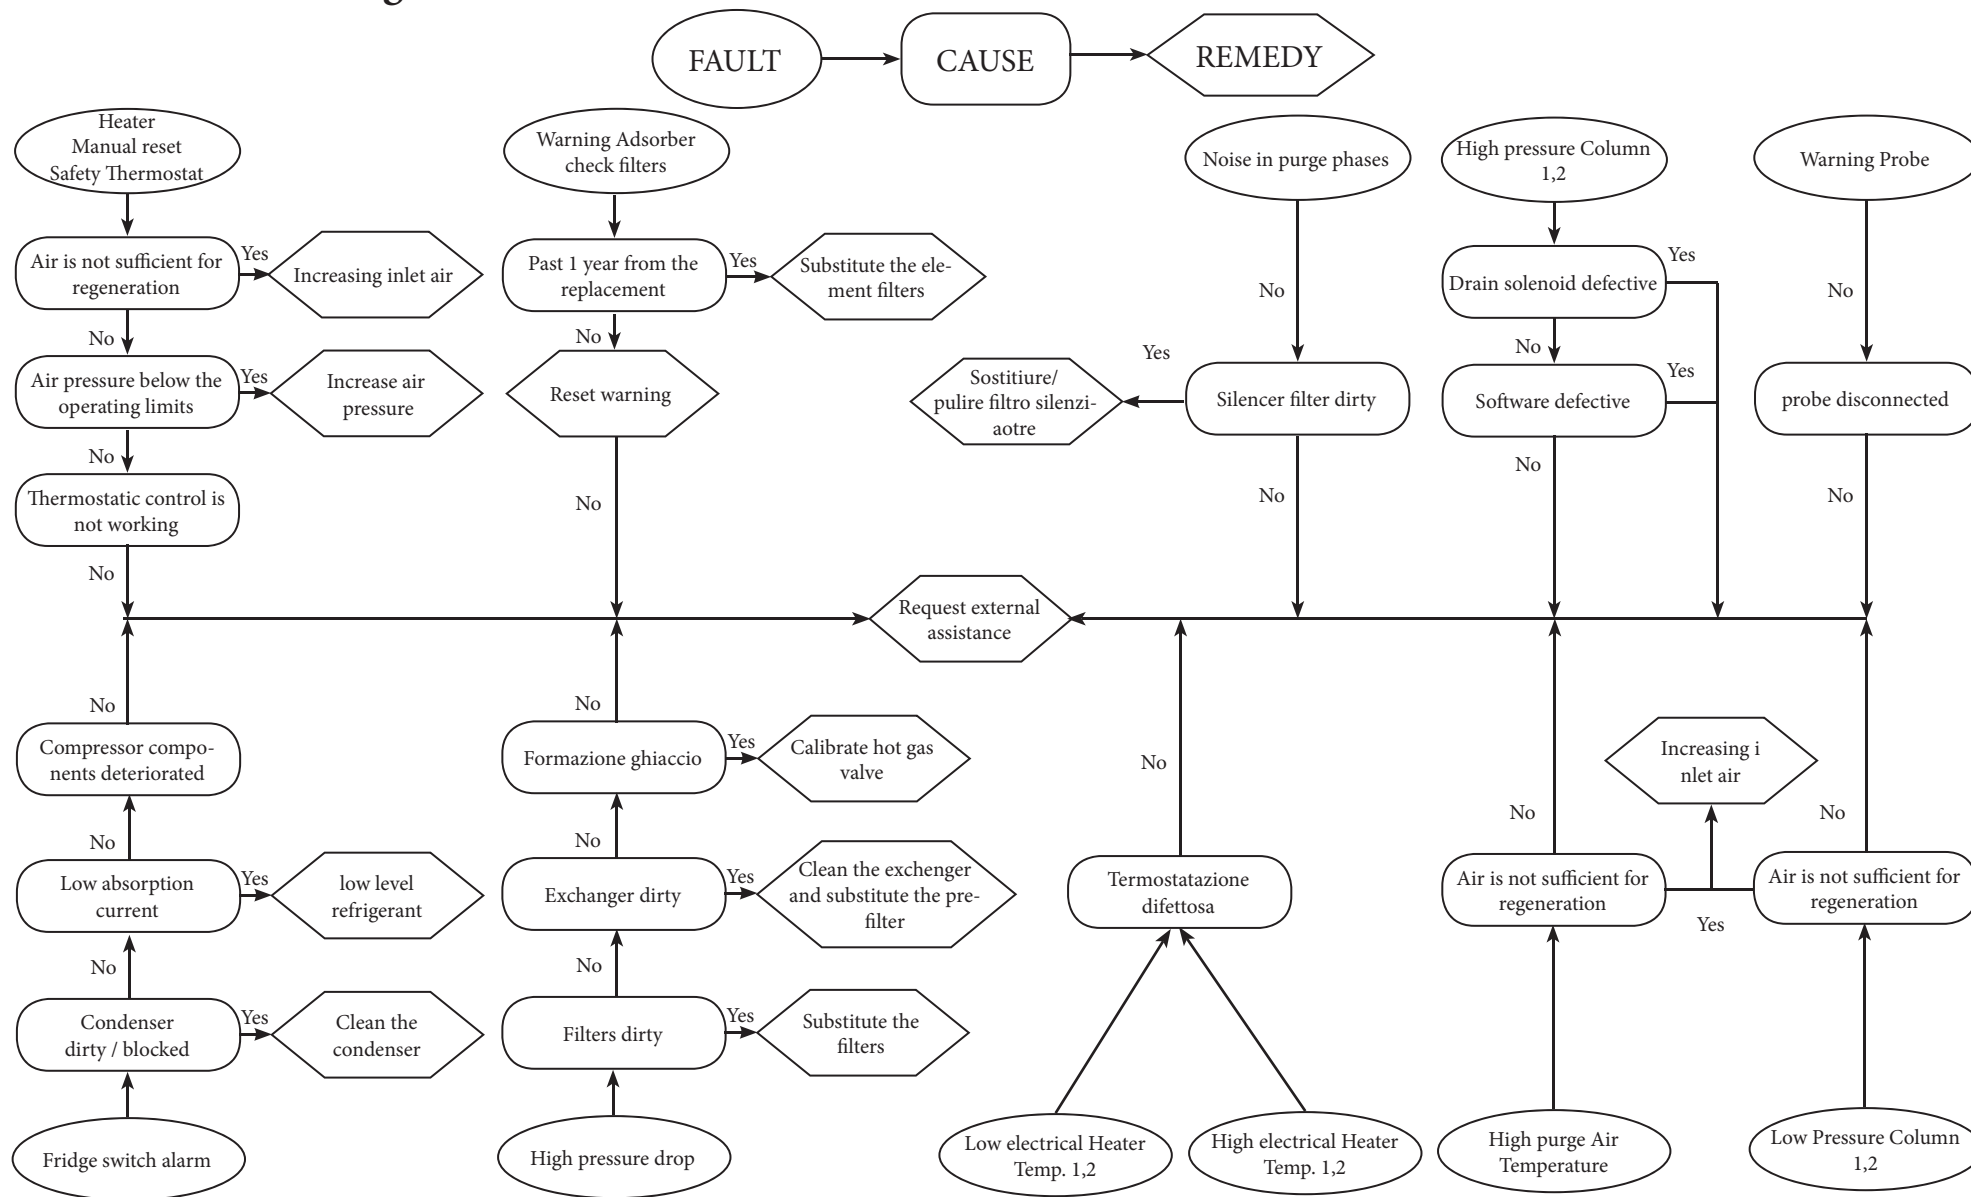 g
FAULT
CAUSE
REMEDY
Heater
Manual reset
Safety Thermostat
Warning Adsorber
check filters
Noise in purge phases
High pressure Column
1,2
Warning Probe
Air is not sufficient for
regeneration
Yes
Increasing inlet air
Past 1 year from the
replacement
Yes
Substitute the ele-
ment filters
No
Drain solenoid defective
Yes
No
No
Air pressure below the
operating limits
Yes
Increase air
pressure
No
Reset warning
Sostitiure/
pulire filtro silenzi-
aotre
Yes
Silencer filter dirty
No
Software defective
Yes
probe disconnected
No
Thermostatic control is
not working
No
No
No
No
No
Request external
assistance
No
Compressor compo-
nents deteriorated
No
Formazione ghiaccio
Yes
Calibrate hot gas
valve
No
Increasing i
nlet air
No
No
No
Low absorption
current
Yes
low level
refrigerant
No
Exchanger dirty
Yes
Clean the exchenger
and substitute the pre-
filter
Termostatazione
difettosa
Air is not sufficient for
regeneration
Yes
Air is not sufficient for
regeneration
No
Condenser
dirty / blocked
Yes
Clean the
condenser
No
Filters dirty
Yes
Substitute the
filters
Fridge switch alarm
High pressure drop
Low electrical Heater
Temp. 1,2
High electrical Heater
Temp. 1,2
High purge Air
Temperature
Low Pressure Column
1,2